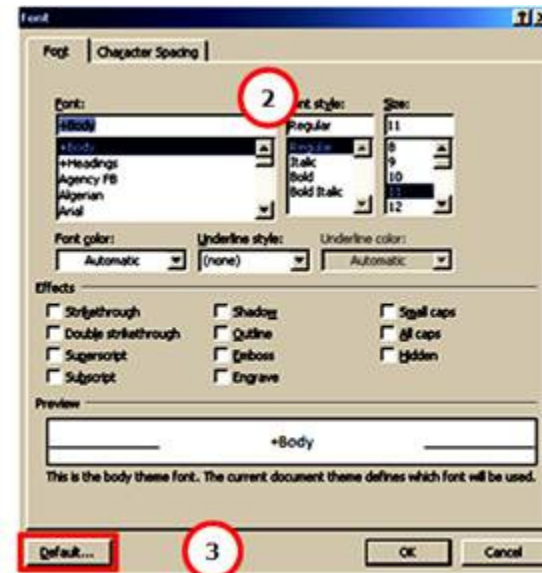 Font
Font Character Spacing
2
Font: Font style: Size:
+Body Regular 11
+Body Regular 8
+Headings Italic 9
Agency FB Bold 10
Algerian Bold Italic 11
Arial 12
Font color: Underline style: Underline color:
Automatic (none) Automatic
Effects
Strikethrough Shadow Small caps
Double strikethrough Outline All caps
Superscript Emboss Hidden
Subscript Engrave
Preview
+Body
This is the body theme font. The current document theme defines which font will be used.
Default... 3 OK Cancel